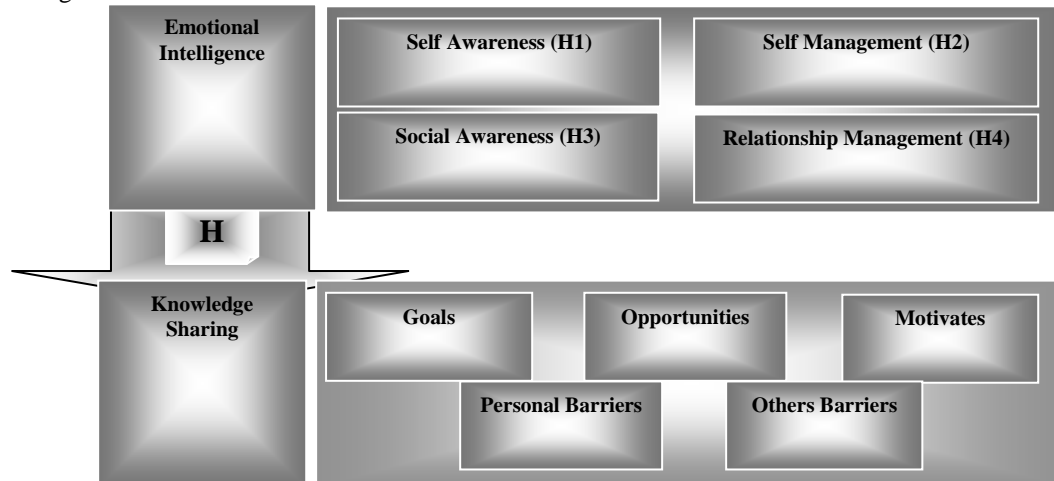 Emotional
Intelligence
Self Awareness (H1)
Self Management (H2)
Social Awareness (H3)
Relationship Management (H4)
H
Knowledge
Sharing
Goals
Opportunities
Motivates
Personal Barriers
Others Barriers